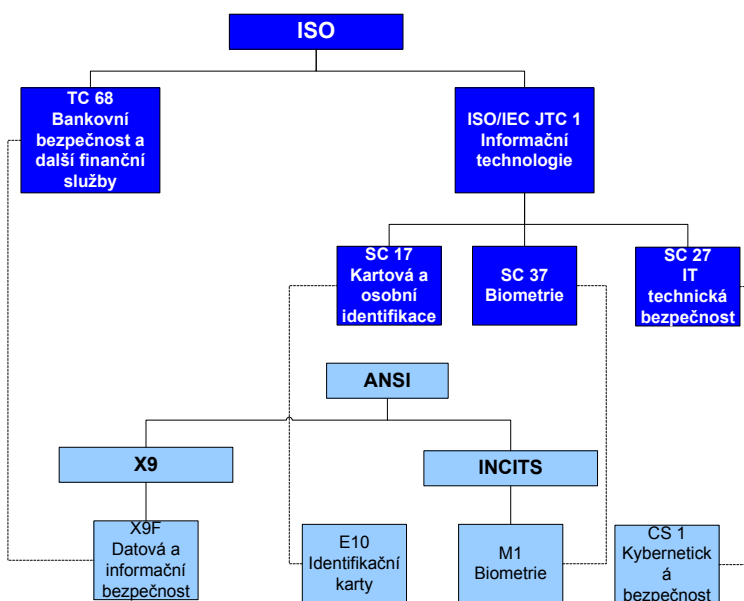 ISO
TC 68
Bankovní
bezpečnost a
další finanční
služby
ISO/IEC JTC 1
Informační
technologie
SC 17
Kartová a
osobní
identifikace
SC 37
Biometrie
SC 27
IT
technická
bezpečnost
ANSI
X9
INCITS
X9F
Datová a
informační
bezpečnost
E10
Identifikační
karty
M1
Biometrie
CS 1
Kybernetick
á
bezpečnost